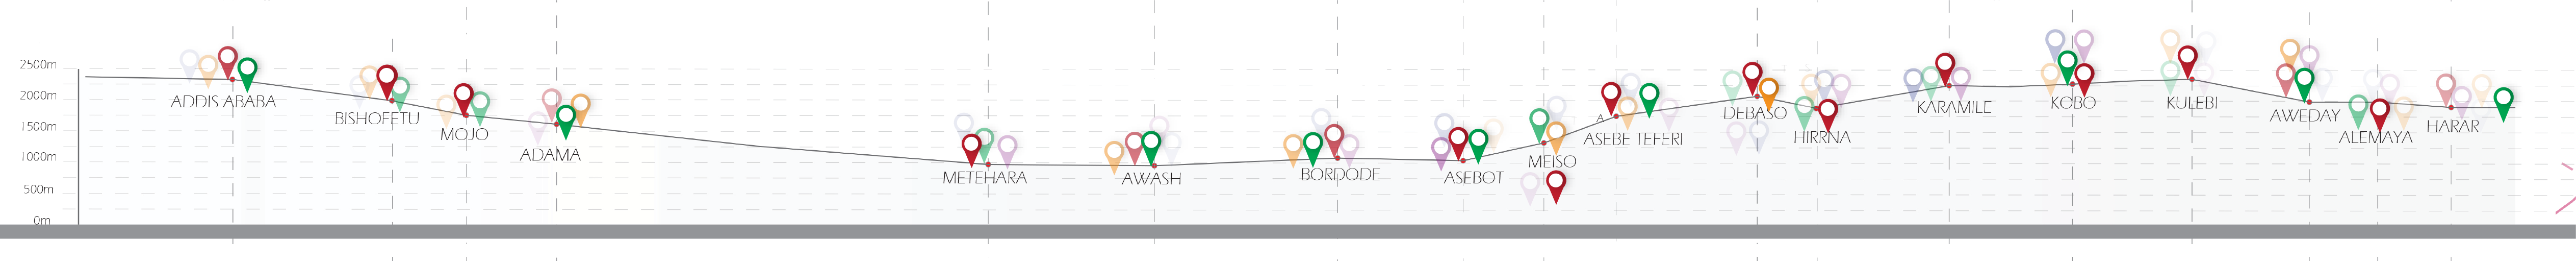 2500m
2000m
1500m
1000m
500m
0m
ADDIS ABABA
BISHOFETU
MOJO
ADAMA
METEHARA
AWASH
BORDODE
ASEBOT
MEISO
ASEBE TEFERI
DEBASO
HIRRNA
KARAMILE
KOBO
KULEBI
AWEDAY
ALEMAYA
HARAR